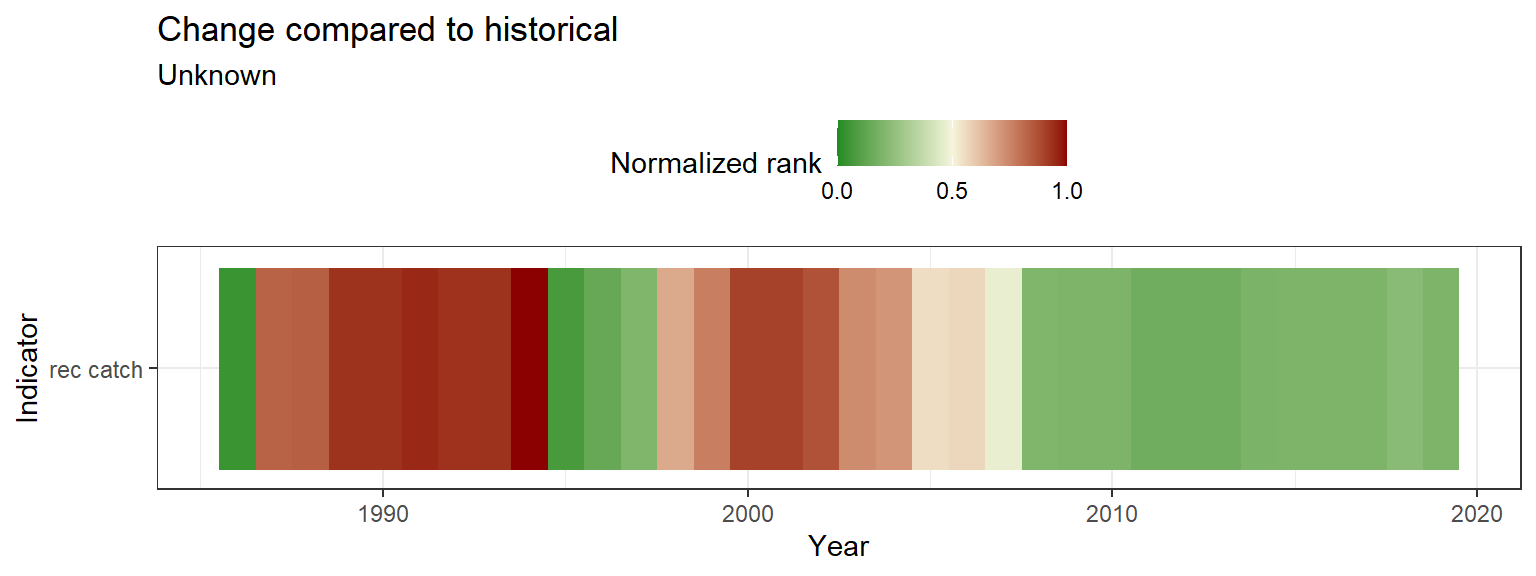 Change compared to historical
Unknown
Normalized rank
0.0 0.5 1.0
Indicator
rec catch
1990 2000 2010 2020
Year